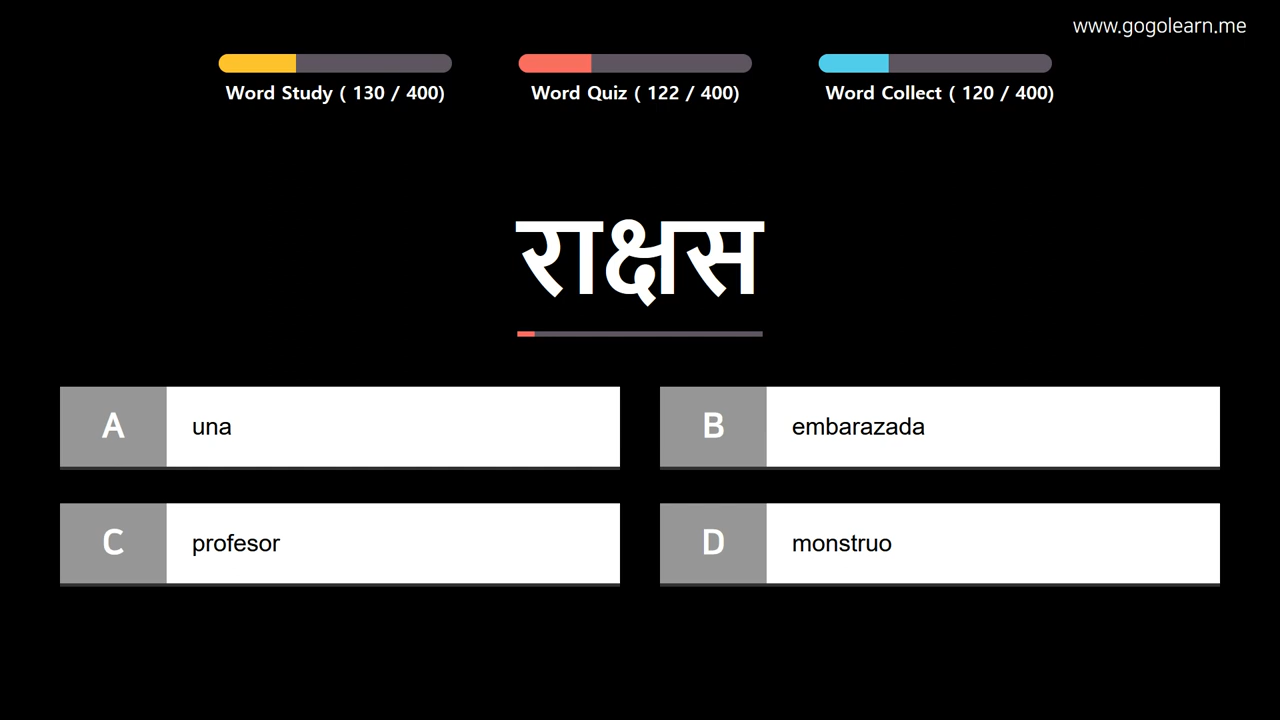 www.gogolearn.me
Word Study ( 130 / 400)
Word Quiz ( 122 / 400)
Word Collect ( 120 / 400)
राक्षस
A una
B embarazada
C profesor
D monstruo